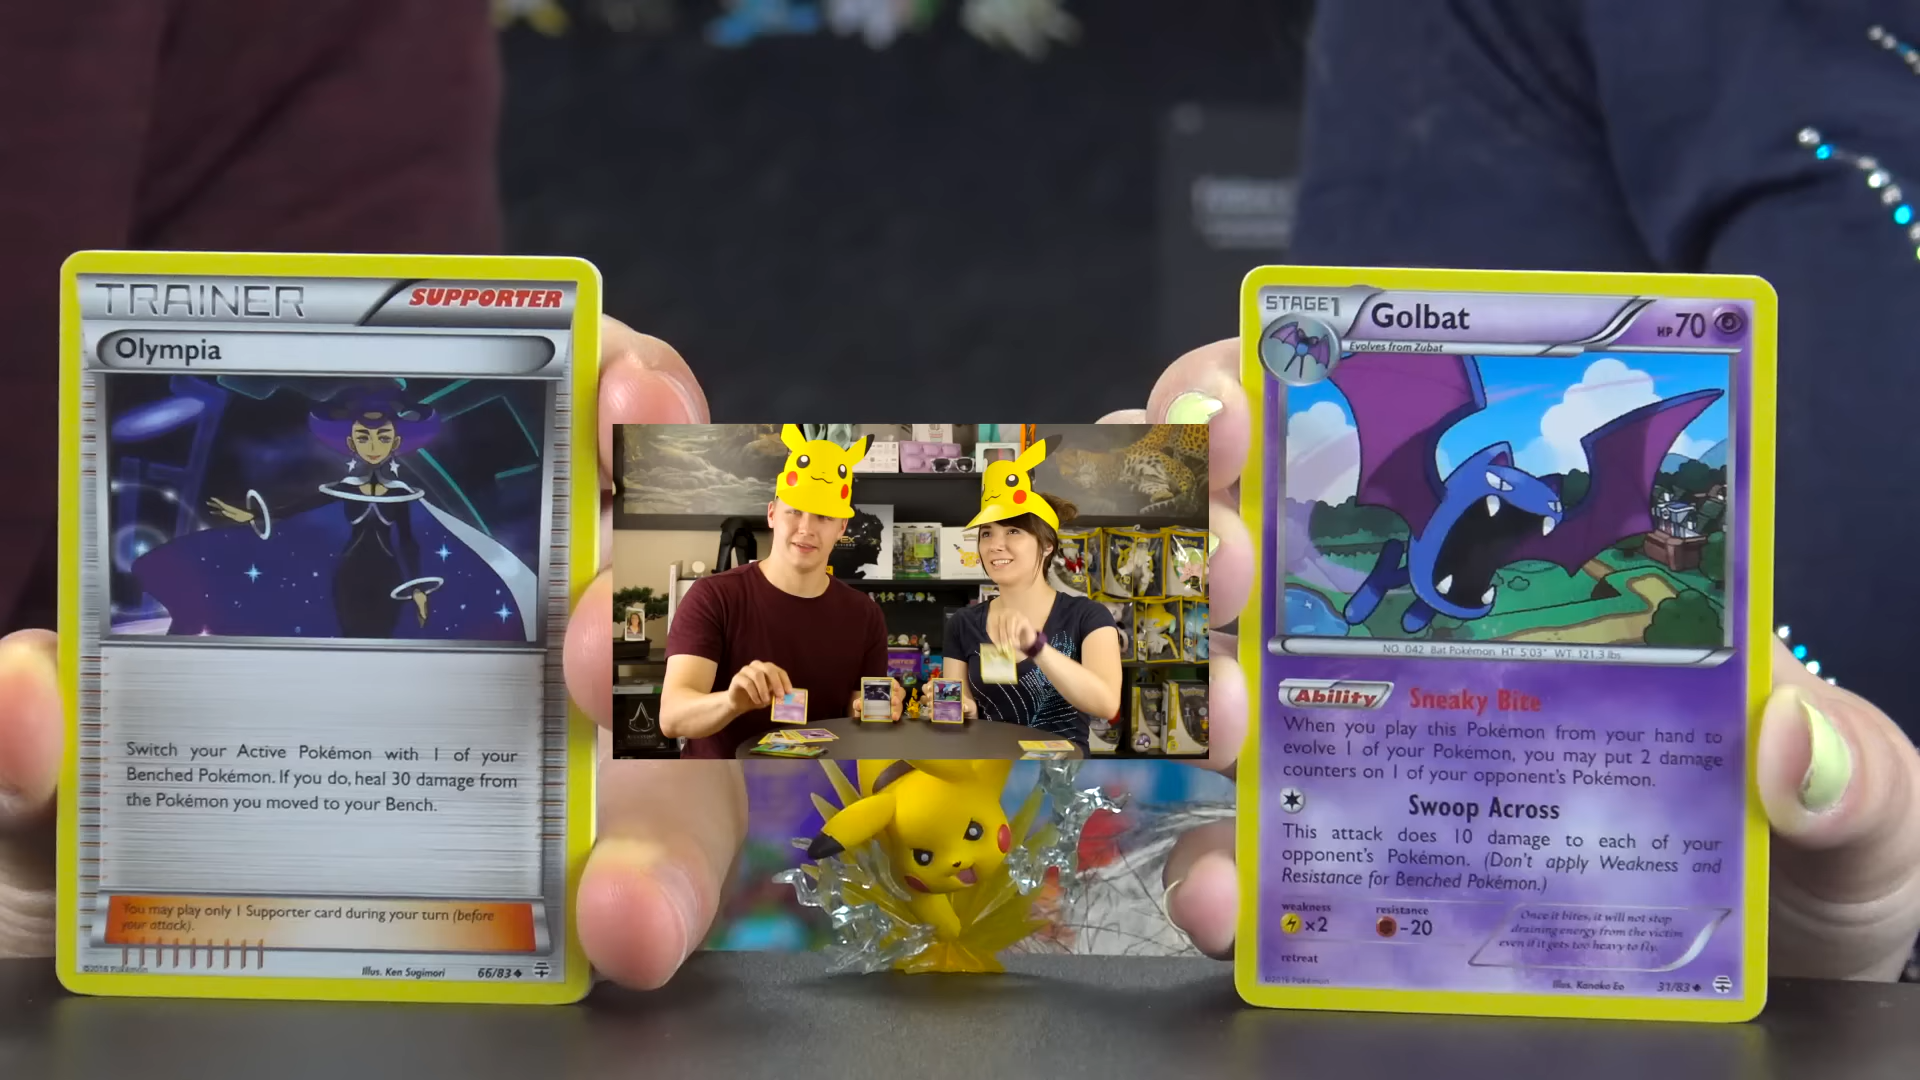 TRAINER
SUPPORTER
Olympia
Switch your Active Pokémon with 1 of your
Benched Pokémon. If you do, heal 30 damage from
the Pokémon you moved to your Bench.
You may play only 1 Supporter card during your turn (before
your attack).
©2016 Pokémon
Illus. Ken Sugimori
66/83
STAGE1
Golbat
HP70
Evolves from Zubat
NO. 042 Bat Pokémon HT: 5'03" WT: 121.3 lbs
Ability Sneaky Bite
When you play this Pokémon from your hand to
evolve 1 of your Pokémon, you may put 2 damage
counters on 1 of your opponent's Pokémon.
Swoop Across
This attack does 10 damage to each of your
opponent's Pokémon. (Don't apply Weakness and
Resistance for Benched Pokémon.)
weakness
×2
resistance
-20
retreat
Once it bites, it will not stop
draining energy from the victim
even if it gets too heavy to fly.
©2016 Pokémon
Illus. Kanako Eo
31/83